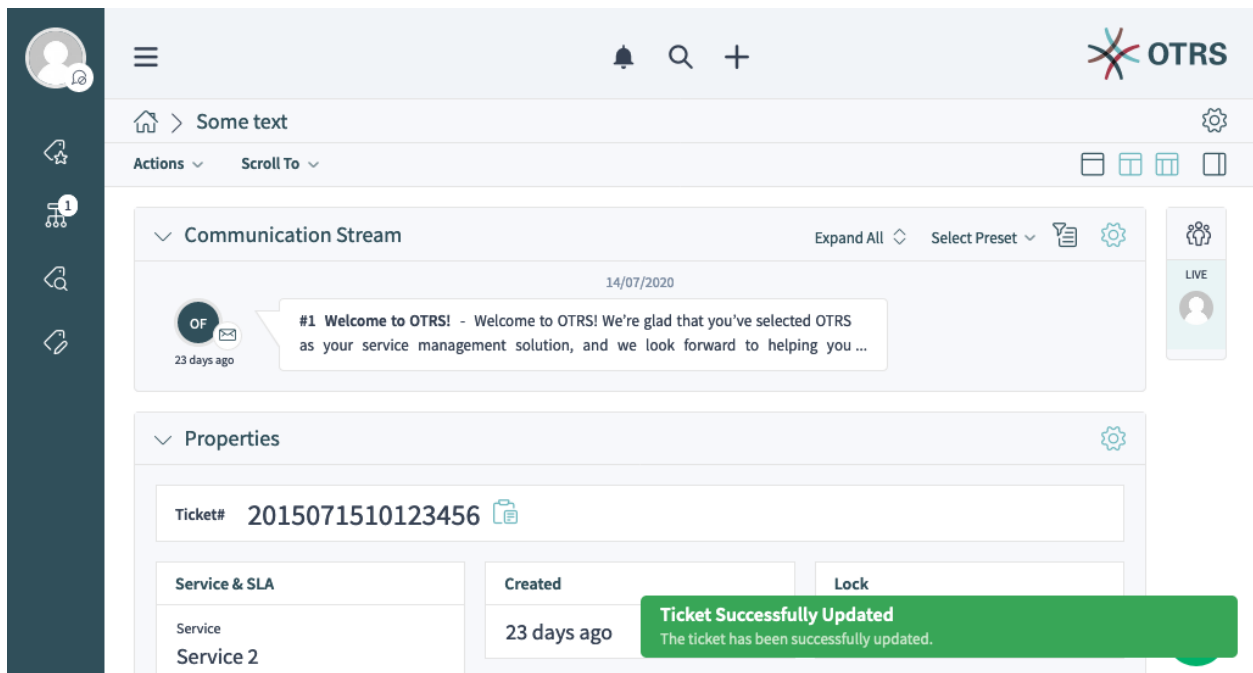 OTRS
Some text
Actions
Scroll To
1
Communication Stream
Expand All
Select Preset
14/07/2020
LIVE
OF
#1 Welcome to OTRS! - Welcome to OTRS! We're glad that you've selected OTRS
as your service management solution, and we look forward to helping you ...
23 days ago
Properties
Ticket# 2015071510123456
Service & SLA
Created
Lock
Service
Service 2
23 days ago
Ticket Successfully Updated
The ticket has been successfully updated.